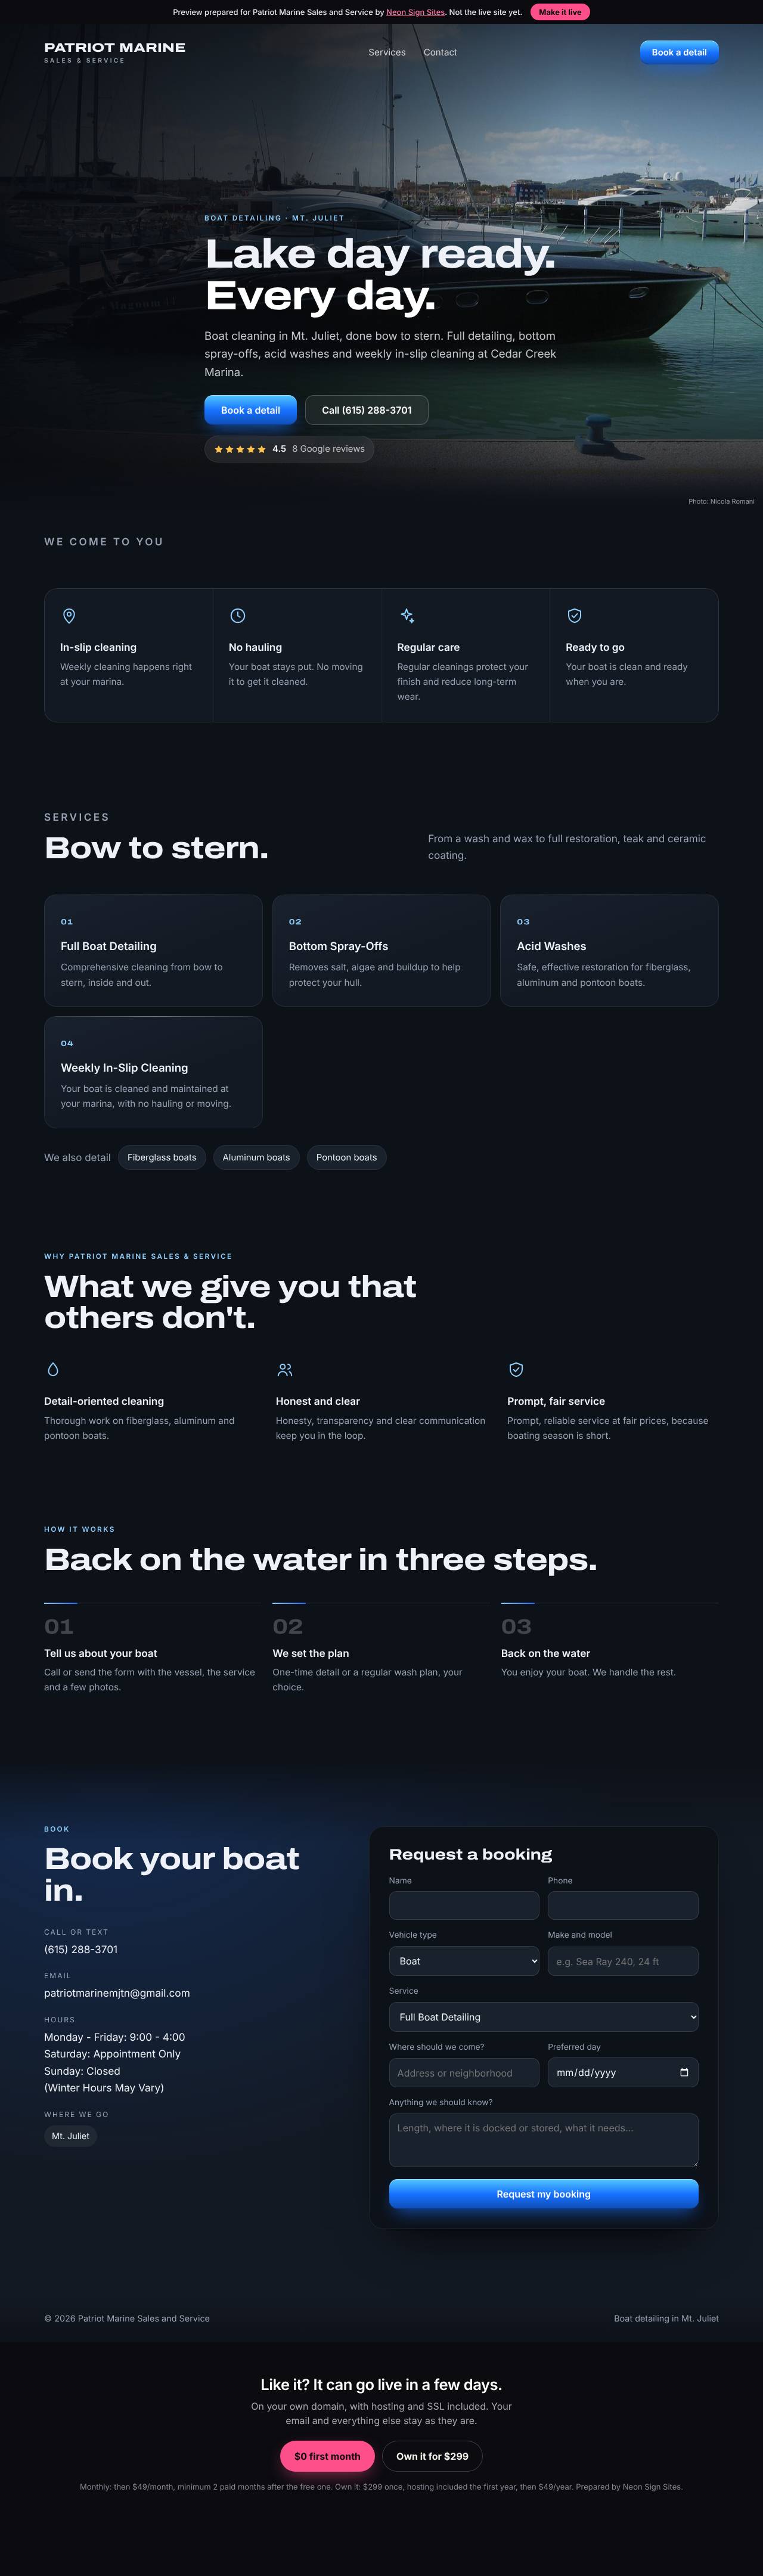 Preview prepared for Patriot Marine Sales and Service by Neon Sign Sites. Not the live site yet. Make it live
PATRIOT MARINE
SALES & SERVICE
Services Contact
Book a detail
BOAT DETAILING · MT. JULIET
Lake day ready.
Every day.
Boat cleaning in Mt. Juliet, done bow to stern. Full detailing, bottom
spray-offs, acid washes and weekly in-slip cleaning at Cedar Creek
Marina.
Book a detail
Call (615) 288-3701
4.5 8 Google reviews
Photo: Nicola Romani
WE COME TO YOU
In-slip cleaning
Weekly cleaning happens right
at your marina.
No hauling
Your boat stays put. No moving
it to get it cleaned.
Regular care
Regular cleanings protect your
finish and reduce long-term
wear.
Ready to go
Your boat is clean and ready
when you are.
SERVICES
Bow to stern.
From a wash and wax to full restoration, teak and ceramic
coating.
01
Full Boat Detailing
Comprehensive cleaning from bow to
stern, inside and out.
02
Bottom Spray-Offs
Removes salt, algae and buildup to help
protect your hull.
03
Acid Washes
Safe, effective restoration for fiberglass,
aluminum and pontoon boats.
04
Weekly In-Slip Cleaning
Your boat is cleaned and maintained at
your marina, with no hauling or moving.
We also detail Fiberglass boats Aluminum boats Pontoon boats
WHY PATRIOT MARINE SALES & SERVICE
What we give you that
others don't.
Detail-oriented cleaning
Thorough work on fiberglass, aluminum and
pontoon boats.
Honest and clear
Honesty, transparency and clear communication
keep you in the loop.
Prompt, fair service
Prompt, reliable service at fair prices, because
boating season is short.
HOW IT WORKS
Back on the water in three steps.
01
Tell us about your boat
Call or send the form with the vessel, the service
and a few photos.
02
We set the plan
One-time detail or a regular wash plan, your
choice.
03
Back on the water
You enjoy your boat. We handle the rest.
BOOK
Book your boat
in.
CALL OR TEXT
(615) 288-3701
EMAIL
patriotmarinemjtn@gmail.com
HOURS
Monday - Friday: 9:00 - 4:00
Saturday: Appointment Only
Sunday: Closed
(Winter Hours May Vary)
WHERE WE GO
Mt. Juliet
Request a booking
Name
Phone
Vehicle type
Boat
Make and model
e.g. Sea Ray 240, 24 ft
Service
Full Boat Detailing
Where should we come?
Address or neighborhood
Preferred day
mm/dd/yyyy
Anything we should know?
Length, where it is docked or stored, what it needs...
Request my booking
© 2026 Patriot Marine Sales and Service
Boat detailing in Mt. Juliet
Like it? It can go live in a few days.
On your own domain, with hosting and SSL included. Your
email and everything else stay as they are.
$0 first month
Own it for $299
Monthly: then $49/month, minimum 2 paid months after the free one. Own it: $299 once, hosting included the first year, then $49/year. Prepared by Neon Sign Sites.